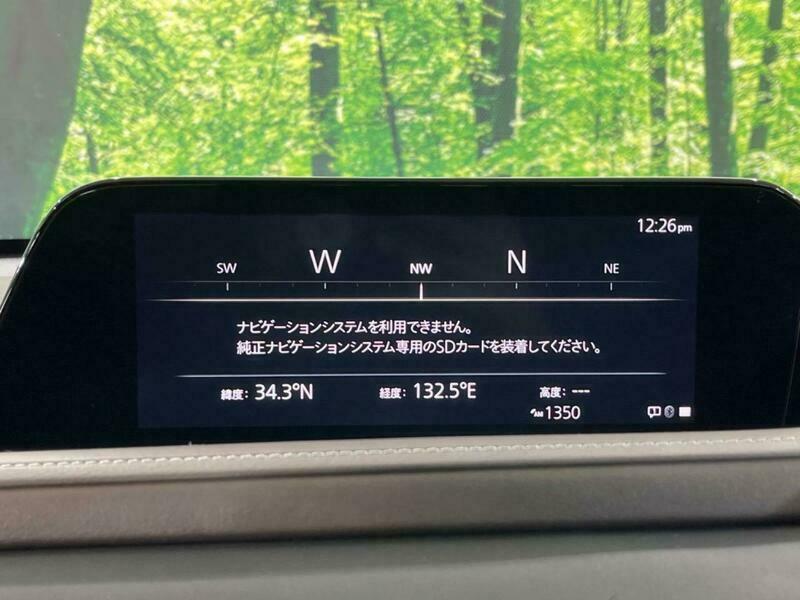 12:26pm
SW W NW N NE
ナビゲーションシステムを利用できません。
純正ナビゲーションシステム専用のSDカードを装着してください。
緯度: 34.3°N 経度: 132.5°E 高度: ---
AM 1350